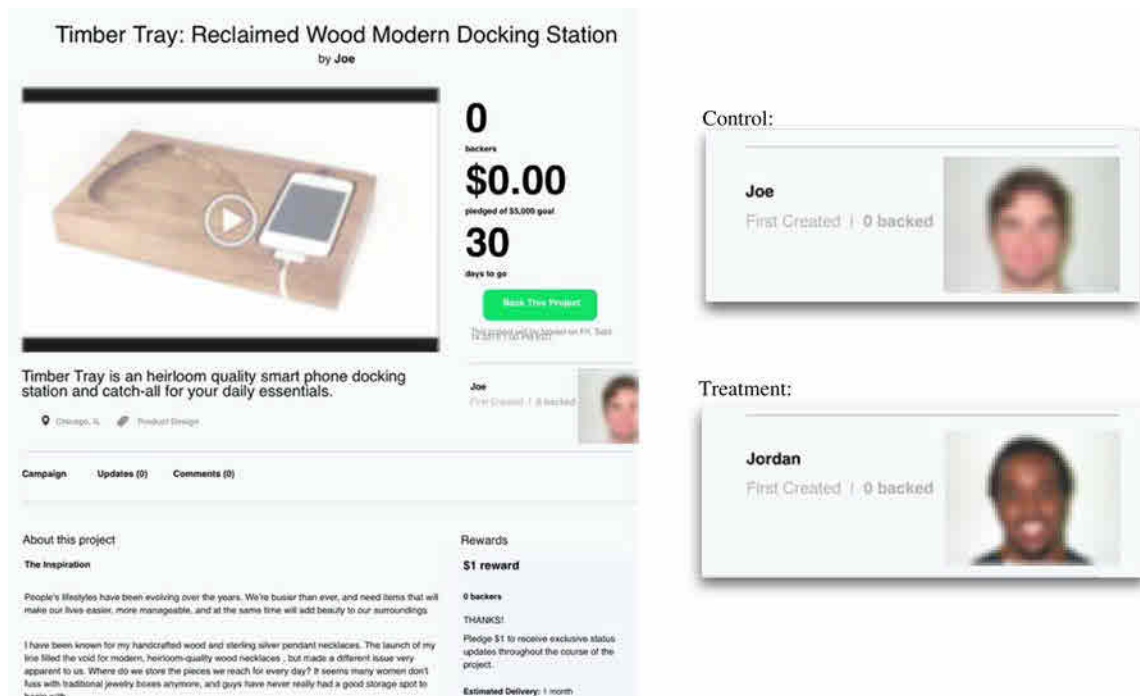 Timber Tray: Reclaimed Wood Modern Docking Station
by Joe
0
backers
$0.00
pledged of $5,000 goal
30
days to go
Back This Project
This project will be funded on Fri, Sept
Timber Tray is an heirloom quality smart phone docking
station and catch-all for your daily essentials.
Chicago, IL Product Design
Joe
First Created | 0 backed
Campaign Updates (0) Comments (0)
About this project
The Inspiration
People's lifestyles have been evolving over the years. We're busier than ever, and need items that will
make our lives easier, more manageable, and at the same time will add beauty to our surroundings
I have been known for my handcrafted wood and sterling silver pendant necklaces. The launch of my
line filled the void for modern, heirloom-quality wood necklaces , but made a different issue very
apparent to us. Where do we store the pieces we reach for every day? It seems many women don't
fuss with traditional jewelry boxes anymore, and guys have never really had a good storage spot to
begin with
Rewards
$1 reward
0 backers
THANKS!
Pledge $1 to receive exclusive status
updates throughout the course of the
project.
Estimated Delivery: 1 month
Control:
Joe
First Created | 0 backed
Treatment:
Jordan
First Created | 0 backed